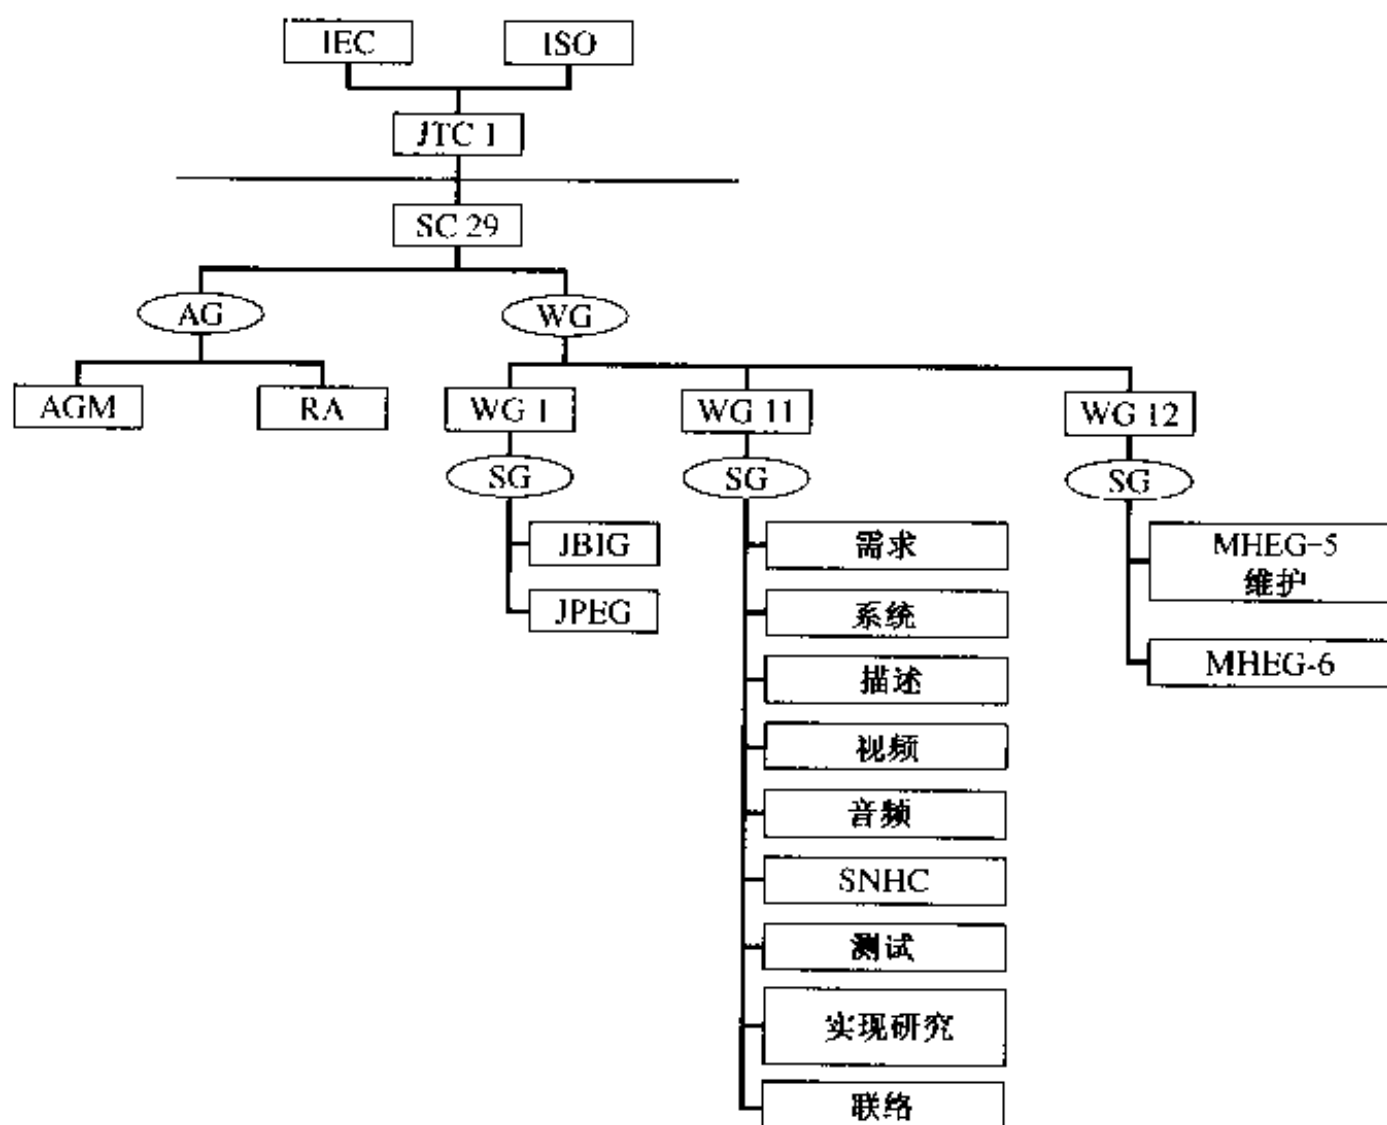 IEC
ISO
JTC 1
SC 29
AG
WG
AGM
RA
WG 1
WG 11
WG 12
SG
SG
SG
JBIG
JPEG
需求
系统
描述
视频
音频
SNHC
测试
实现研究
联络
MHEG-5
维护
MHEG-6